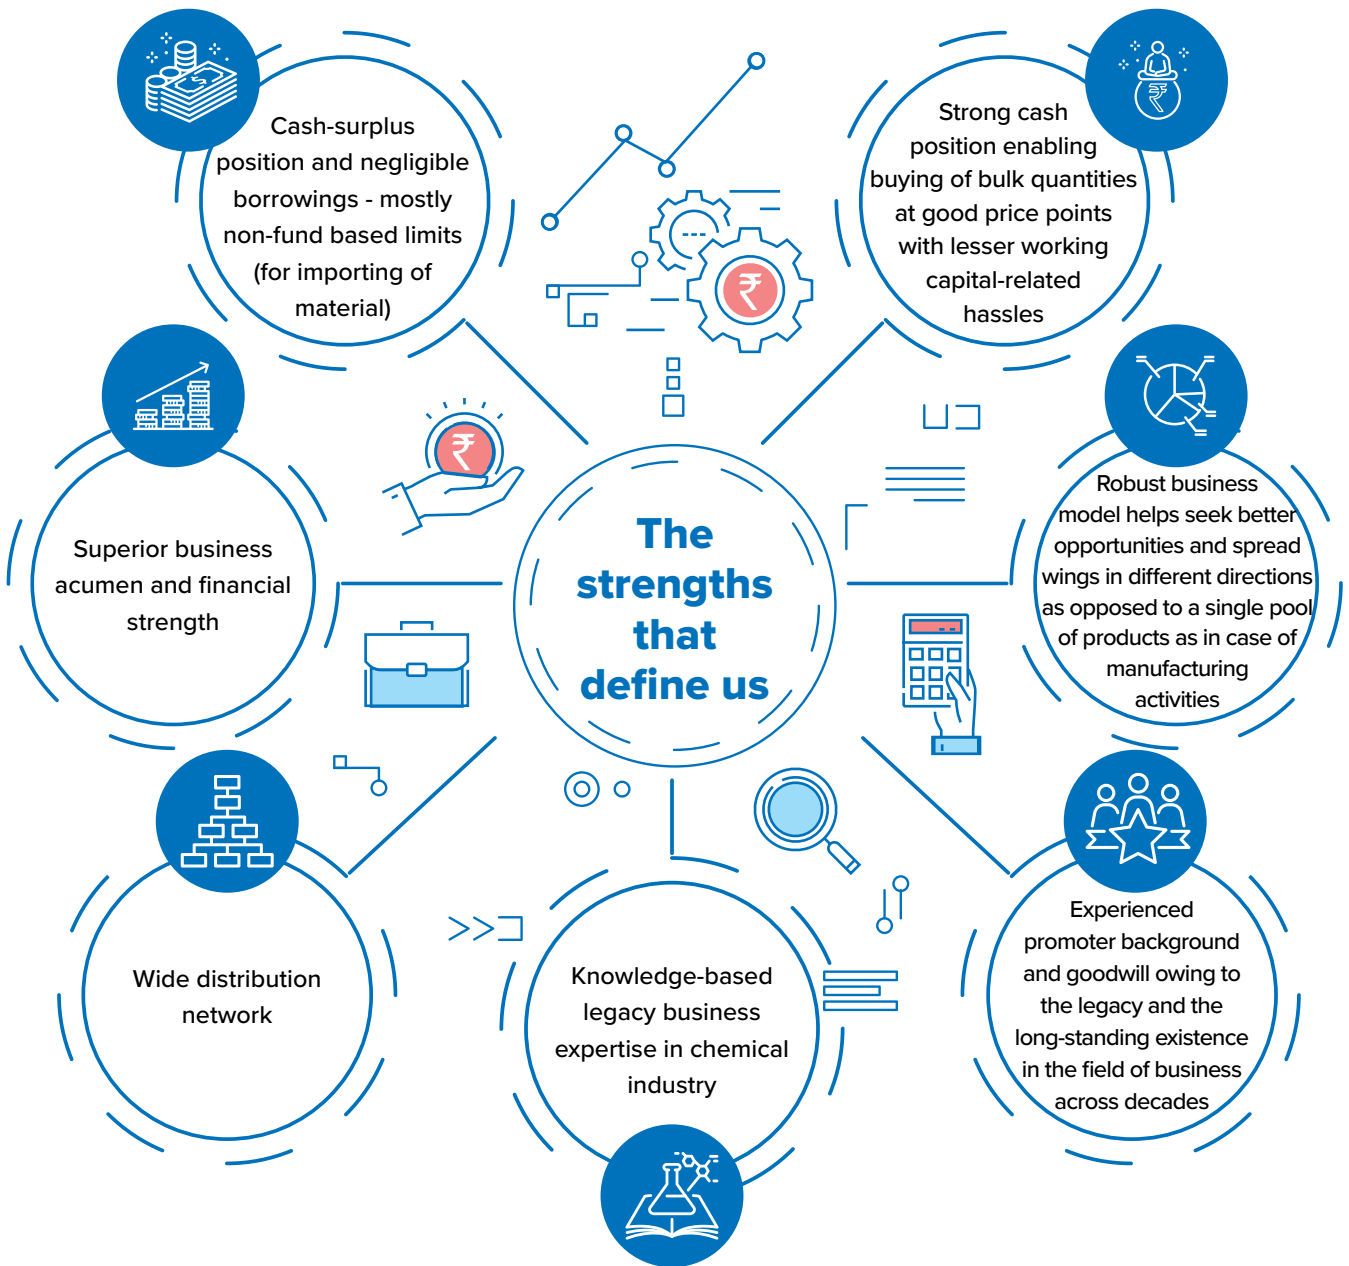 Cash-surplus
position and negligible
borrowings - mostly
non-fund based limits
(for importing of
material)
Strong cash
position enabling
buying of bulk quantities
at good price points
with lesser working
capital-related
hassles
Superior business
acumen and financial
strength
The
strengths
that
define us
Robust business
model helps seek better
opportunities and spread
wings in different directions
as opposed to a single pool
of products as in case of
manufacturing
activities
Wide distribution
network
Knowledge-based
legacy business
expertise in chemical
industry
Experienced
promoter background
and goodwill owing to
the legacy and the
long-standing existence
in the field of business
across decades
₹
₹
₹